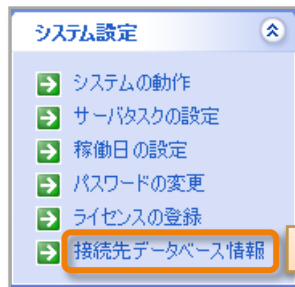 システム設定
システムの動作
サーバタスクの設定
稼働日の設定
パスワードの変更
ライセンスの登録
接続先データベース情報